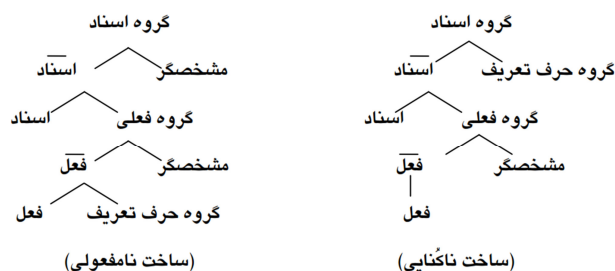 گروه اسناد گروه اسناد
گروه حرف تعریف اسناد مشخصگر اسناد
گروه فعلی اسناد گروه فعلی اسناد
مشخصگر فعل مشخصگر فعل
فعل گروه حرف تعریف فعل
(ساخت ناکُنایی) (ساخت نامفعولی)